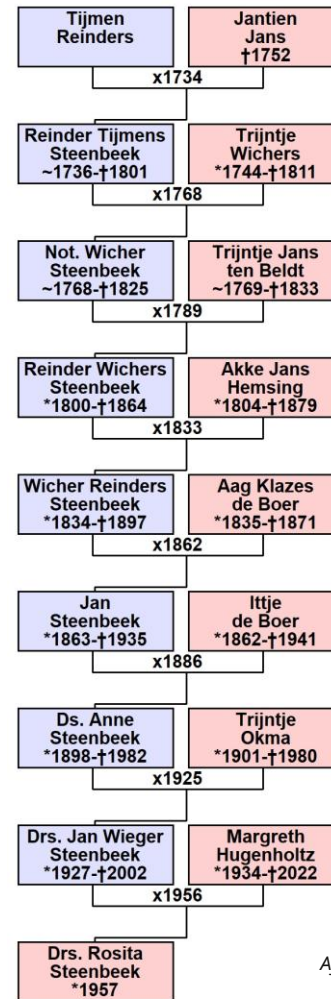 Tijmen
Reinders
Jantien
Jans
†1752
x1734
Reinder Tijmens
Steenbeek
~1736-†1801
Trijntje
Wichers
*1744-†1811
x1768
Not. Wicher
Steenbeek
~1768-†1825
Trijntje Jans
ten Beldt
~1769-†1833
x1789
Reinder Wichers
Steenbeek
*1800-†1864
Akke Jans
Hemsing
*1804-†1879
x1833
Wicher Reinders
Steenbeek
*1834-†1897
Aag Klazes
de Boer
*1835-†1871
x1862
Jan
Steenbeek
*1863-†1935
Ittje
de Boer
*1862-†1941
x1886
Ds. Anne
Steenbeek
*1898-†1982
Trijntje
Okma
*1901-†1980
x1925
Drs. Jan Wieger
Steenbeek
*1927-†2002
Margreth
Hugenholtz
*1934-†2022
x1956
Drs. Rosita
Steenbeek
*1957